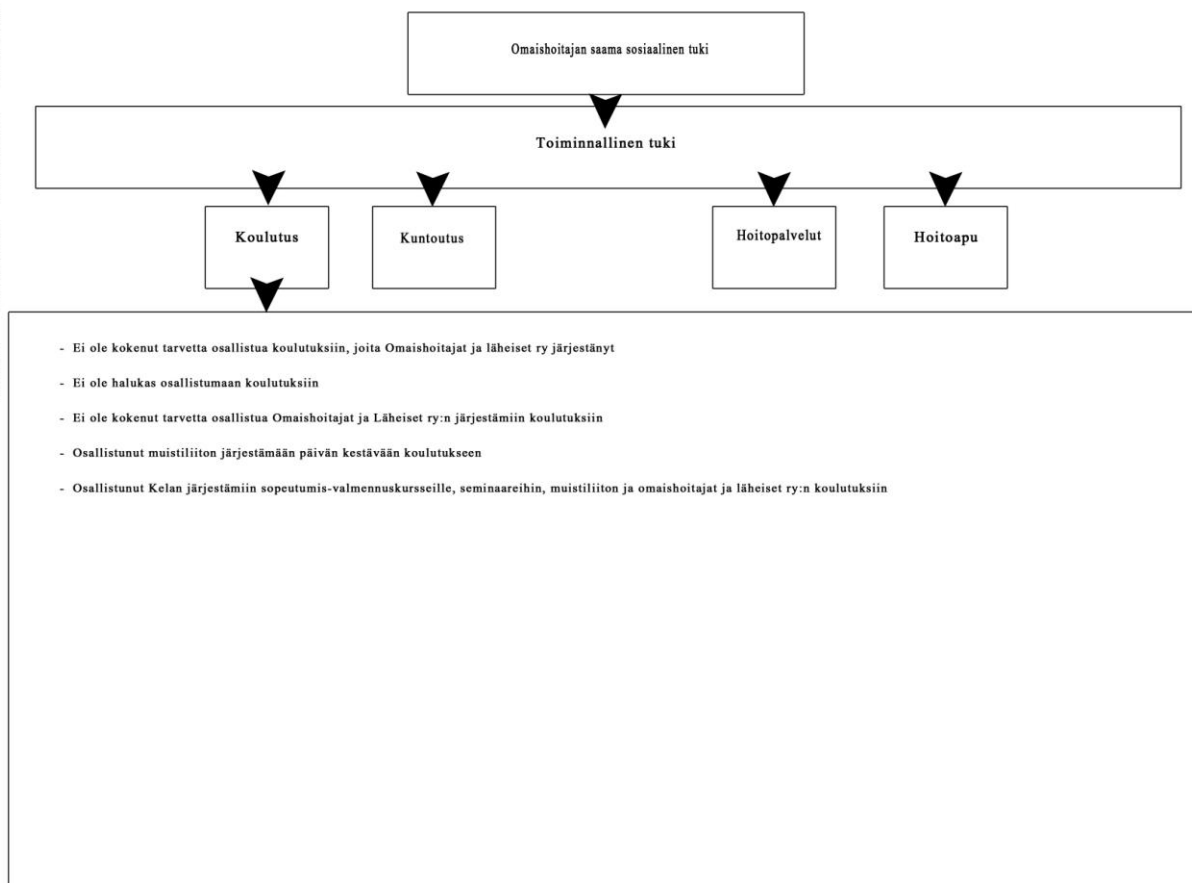 Omaishoitajan saama sosiaalinen tuki
Toiminnallinen tuki
Koulutus
Kuntoutus
Hoitopalvelut
Hoitoapu
- Ei ole kokenut tarvetta osallistua koulutuksiin, joita Omaishoitajat ja läheiset ry järjestänyt
- Ei ole halukas osallistumaan koulutuksiin
- Ei ole kokenut tarvetta osallistua Omaishoitajat ja Läheiset ry:n järjestämiin koulutuksiin
- Osallistunut muistiliiton järjestämään päivän kestävään koulutukseen
- Osallistunut Kelan järjestämiin sopeutumis-valmennuskursseille, seminaareihin, muistiliiton ja omaishoitajat ja läheiset ry:n koulutuksiin